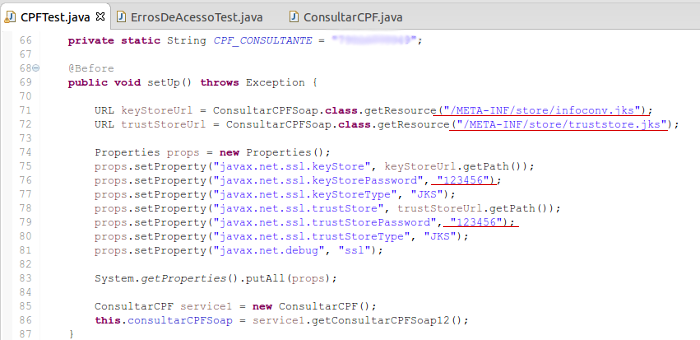 CPFTest.java ErrosDeAcessoTest.java ConsultarCPF.java
66 private static String CPF_CONSULTANTE = "";
67
68 @Before
69 public void setUp() throws Exception {
70
71 URL keyStoreUrl = ConsultarCPFSoap.class.getResource("/META-INF/store/infoconv.jks");
72 URL trustStoreUrl = ConsultarCPFSoap.class.getResource("/META-INF/store/truststore.jks");
73
74 Properties props = new Properties();
75 props.setProperty("javax.net.ssl.keyStore", keyStoreUrl.getPath());
76 props.setProperty("javax.net.ssl.keyStorePassword", "123456");
77 props.setProperty("javax.net.ssl.keyStoreType", "JKS");
78 props.setProperty("javax.net.ssl.trustStore", trustStoreUrl.getPath());
79 props.setProperty("javax.net.ssl.trustStorePassword", "123456");
80 props.setProperty("javax.net.ssl.trustStoreType", "JKS");
81 props.setProperty("javax.net.debug", "ssl");
82
83 System.getProperties().putAll(props);
84
85 ConsultarCPF service1 = new ConsultarCPF();
86 this.consultarCPFSoap = service1.getConsultarCPFSoap12();
87 }